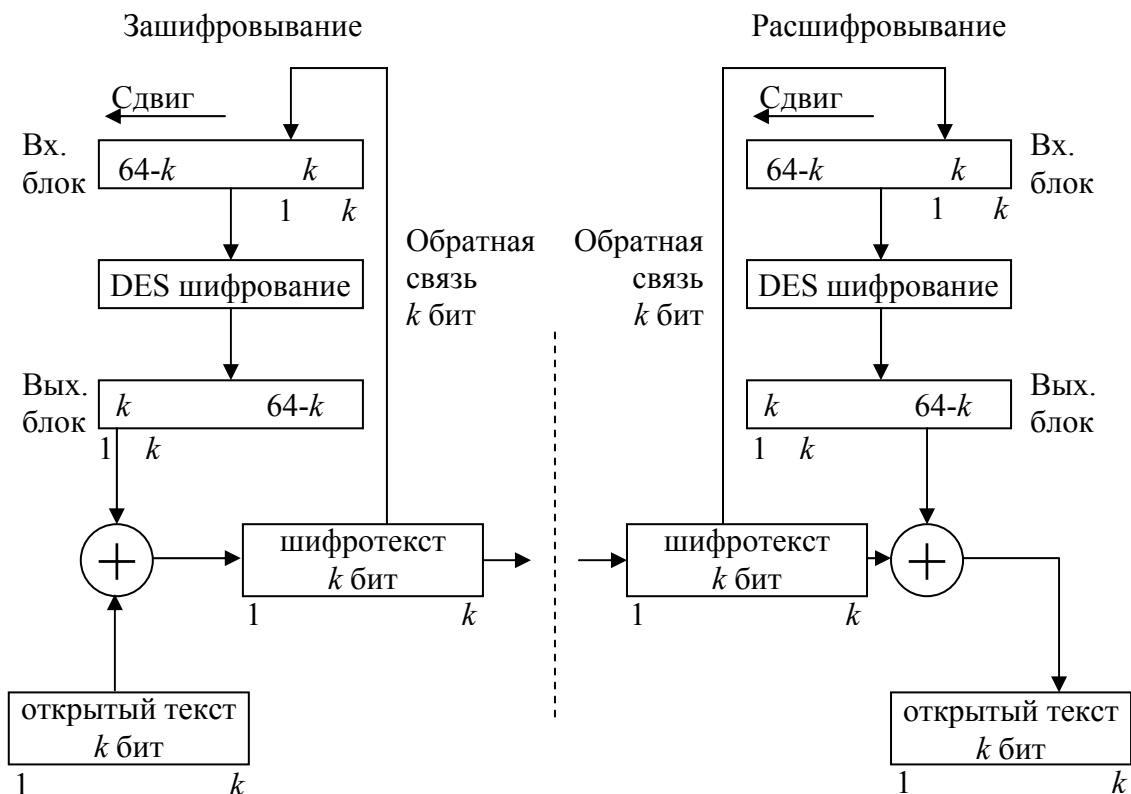 Зашифровывание
Сдвиг
Вх.
блок
64-k k
1 k
DES шифрование
Обратная
связь
k бит
Вых.
блок
k 64-k
1 k
+
шифротекст
k бит
1 k
открытый текст
k бит
1 k
Расшифровывание
Сдвиг
64-k k
Вх.
блок
1 k
Обратная
связь
k бит
DES шифрование
k 64-k
Вых.
блок
1 k
шифротекст
k бит
1 k
+
открытый текст
k бит
1 k